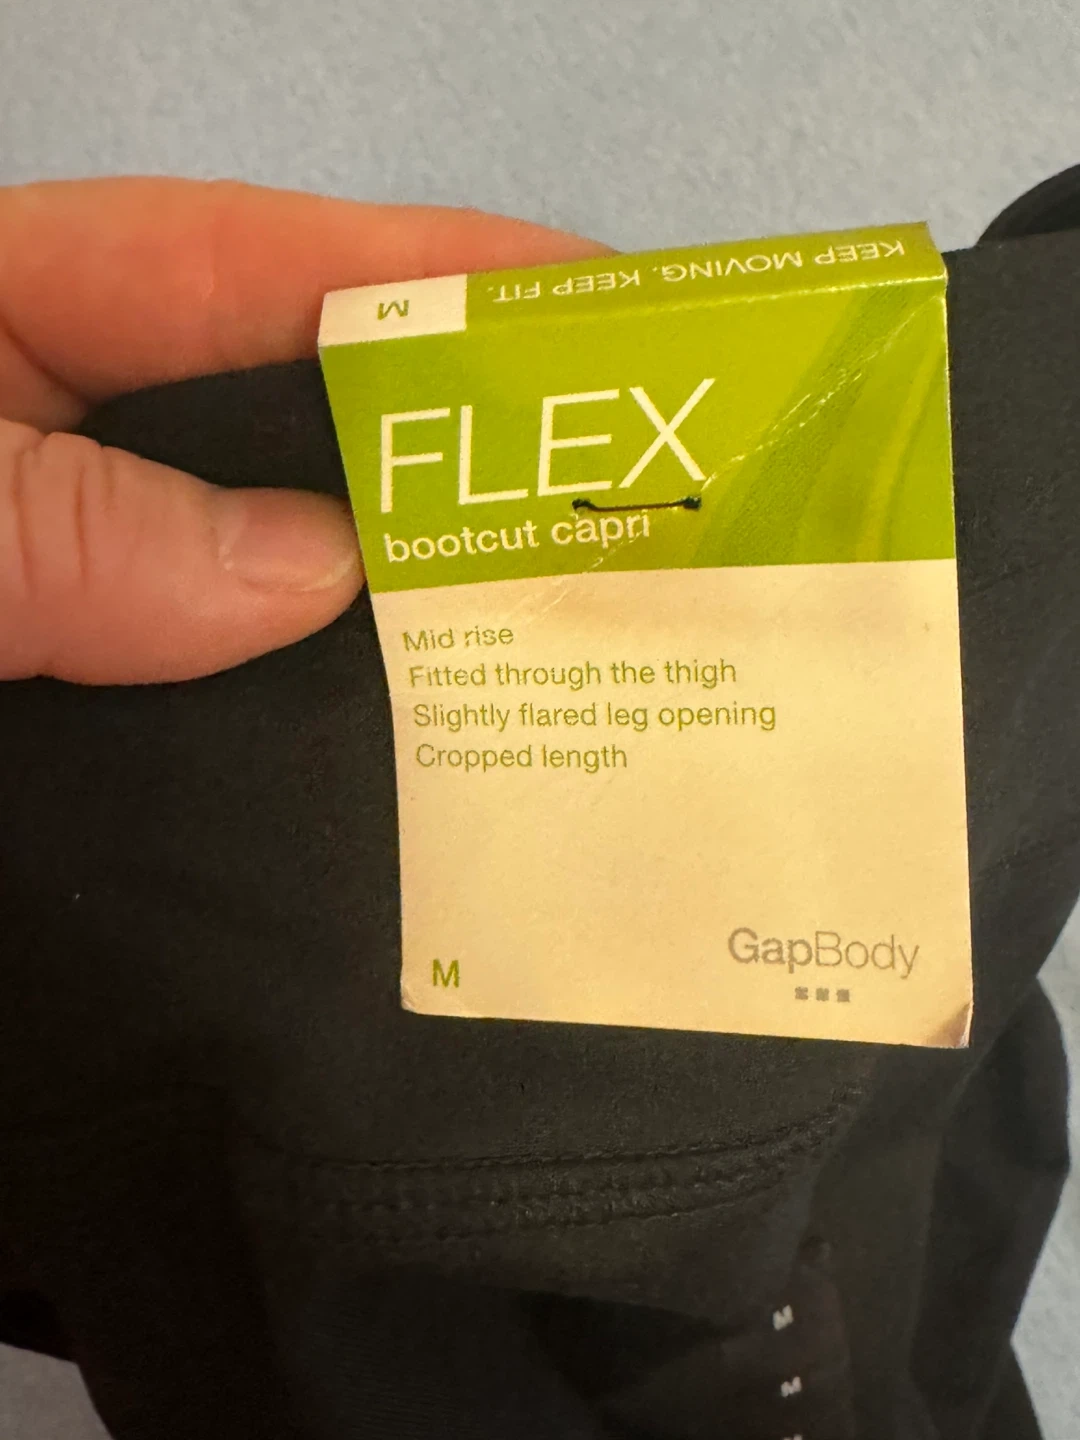 KEEP MOVING. KEEP FIT.
M
FLEX
bootcut capri
Mid rise
Fitted through the thigh
Slightly flared leg opening
Cropped length
GapBody
M
M
M